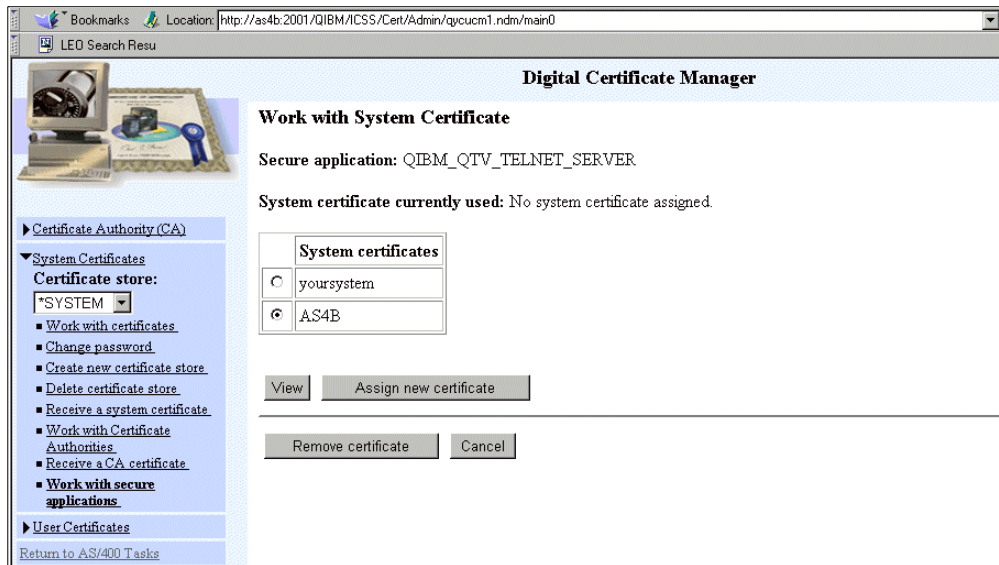 Bookmarks Location: http://as4b:2001/QIBM/ICSS/Cert/Admin/qycucm1.ndm/main0
LEO Search Resu
Digital Certificate Manager
Work with System Certificate
Secure application: QIBM_QTV_TELNET_SERVER
System certificate currently used: No system certificate assigned.
System certificates
yoursystem
AS4B
View Assign new certificate
Remove certificate Cancel
Certificate Authority (CA)
System Certificates
Certificate store:
*SYSTEM
Work with certificates
Change password
Create new certificate store
Delete certificate store
Receive a system certificate
Work with Certificate
Authorities
Receive a CA certificate
Work with secure
applications
User Certificates
Return to AS/400 Tasks